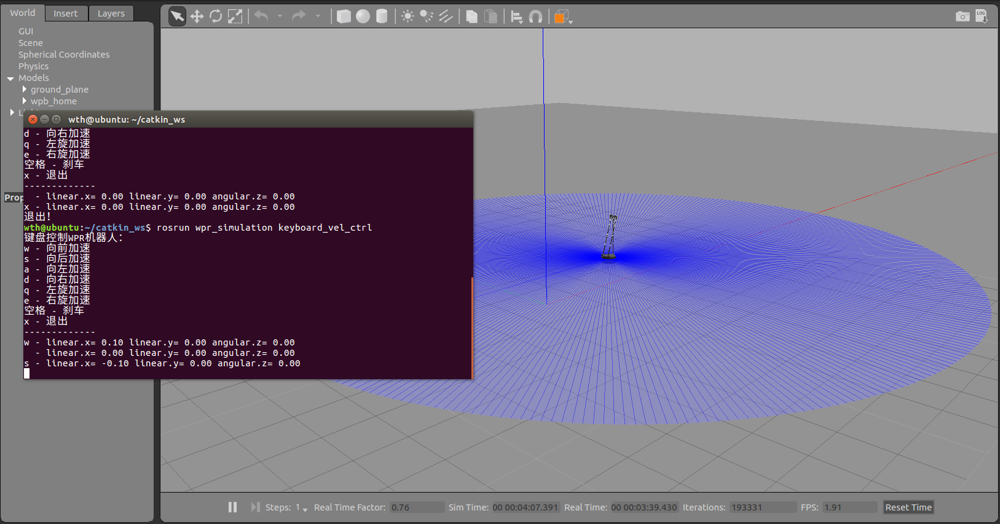 World
Insert
Layers
GUI
Scene
Spherical Coordinates
Physics
Models
ground_plane
wpb_home
wth@ubuntu: ~/catkin_ws
d - 向右加速
q - 左旋加速
e - 右旋加速
空格 - 刹车
x - 退出
-------------
  - linear.x= 0.00 linear.y= 0.00 angular.z= 0.00
x - linear.x= 0.00 linear.y= 0.00 angular.z= 0.00
退出!
wth@ubuntu:~/catkin_ws$ rosrun wpr_simulation keyboard_vel_ctrl
键盘控制WPR机器人:
w - 向前加速
s - 向后加速
a - 向左加速
d - 向右加速
q - 左旋加速
e - 右旋加速
空格 - 刹车
x - 退出
-------------
w - linear.x= 0.10 linear.y= 0.00 angular.z= 0.00
  - linear.x= 0.00 linear.y= 0.00 angular.z= 0.00
s - linear.x= -0.10 linear.y= 0.00 angular.z= 0.00
Prop
LOG
Steps: 1 Real Time Factor: 0.76 Sim Time: 00 00:04:07.391 Real Time: 00 00:03:39.430 Iterations: 193331 FPS: 1.91 Reset Time